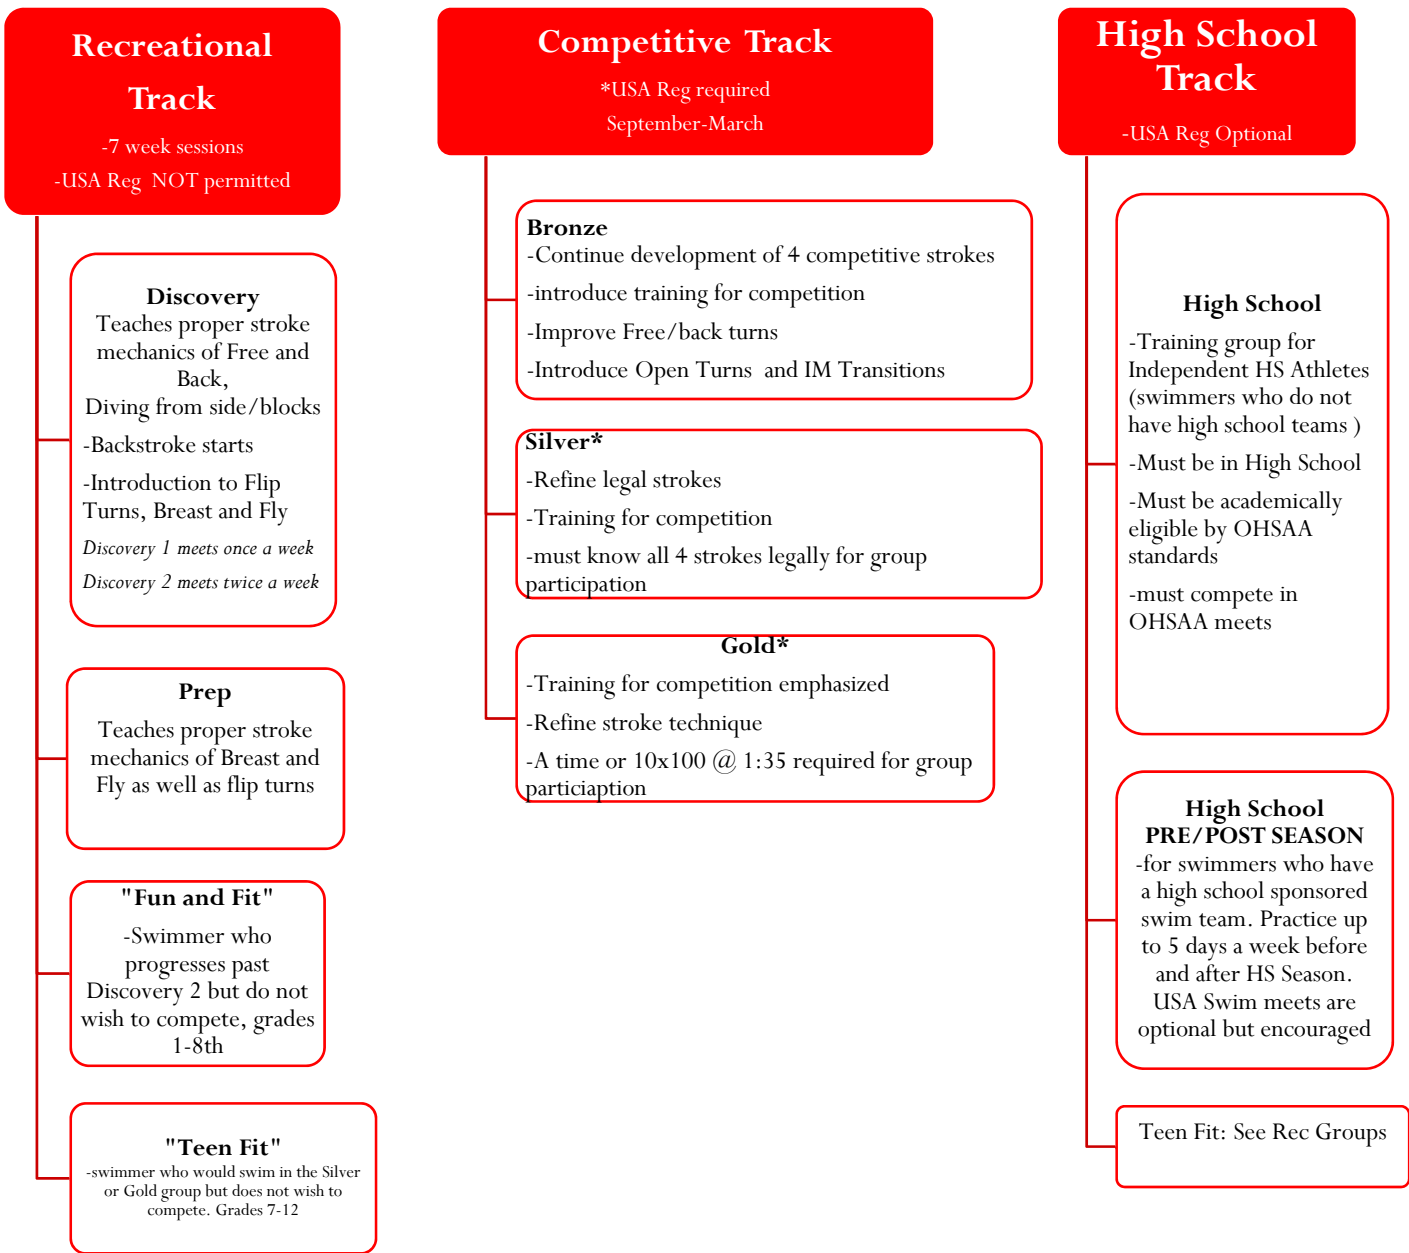 Recreational
Track
-7 week sessions
-USA Reg NOT permitted
Discovery
Teaches proper stroke
mechanics of Free and
Back,
Diving from side/blocks
-Backstroke starts
-Introduction to Flip
Turns, Breast and Fly
Discovery 1 meets once a week
Discovery 2 meets twice a week
Prep
Teaches proper stroke
mechanics of Breast and
Fly as well as flip turns
"Fun and Fit"
-Swimmer who
progresses past
Discovery 2 but do not
wish to compete, grades
1-8th
"Teen Fit"
-swimmer who would swim in the Silver
or Gold group but does not wish to
compete. Grades 7-12
Competitive Track
*USA Reg required
September-March
Bronze
-Continue development of 4 competitive strokes
-introduce training for competition
-Improve Free/back turns
-Introduce Open Turns and IM Transitions
Silver*
-Refine legal strokes
-Training for competition
-must know all 4 strokes legally for group
participation
Gold*
-Training for competition emphasized
-Refine stroke technique
-A time or 10x100 @ 1:35 required for group
particiaption
High School
Track
-USA Reg Optional
High School
-Training group for
Independent HS Athletes
(swimmers who do not
have high school teams )
-Must be in High School
-Must be academically
eligible by OHSAA
standards
-must compete in
OHSAA meets
High School
PRE/POST SEASON
-for swimmers who have
a high school sponsored
swim team. Practice up
to 5 days a week before
and after HS Season.
USA Swim meets are
optional but encouraged
Teen Fit: See Rec Groups